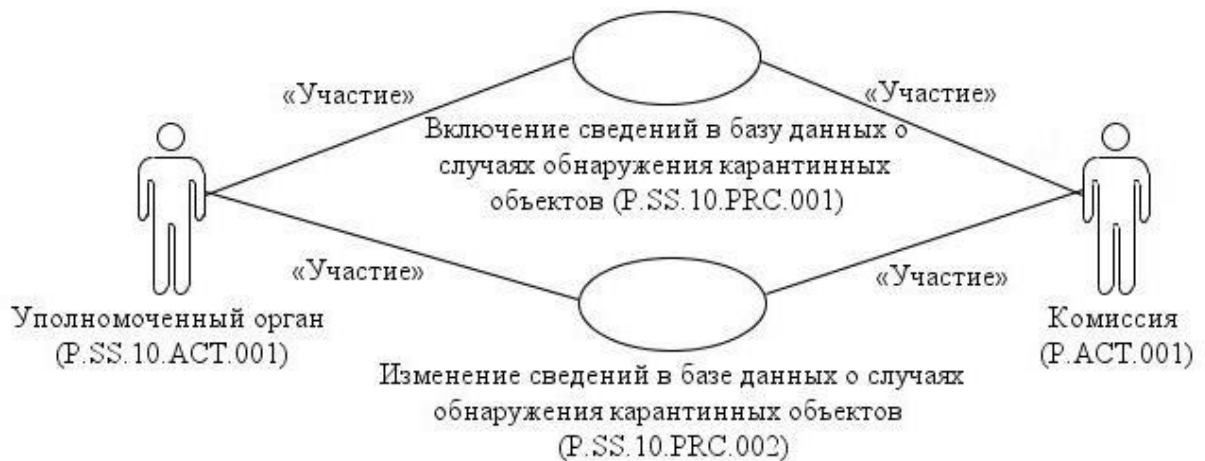 «Участие»
«Участие»
Включение сведений в базу данных о
случаях обнаружения карантинных
объектов (P.SS.10.PRC.001)
«Участие»
«Участие»
Уполномоченный орган
(P.SS.10.ACT.001)
Комиссия
(P.ACT.001)
Изменение сведений в базе данных о случаях
обнаружения карантинных объектов
(P.SS.10.PRC.002)